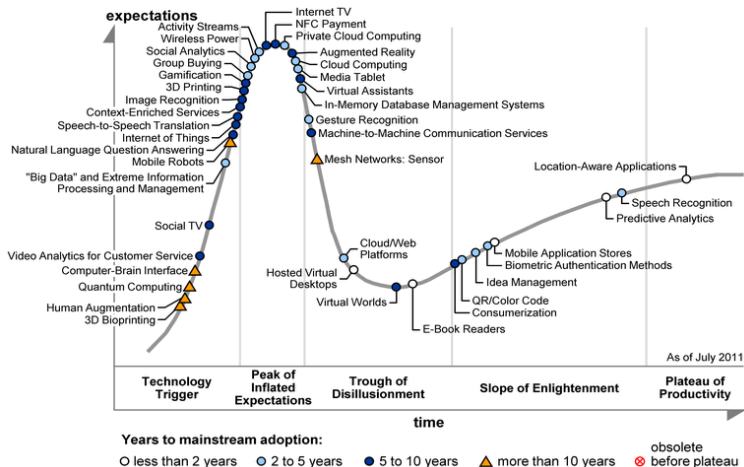 expectations
Internet TV
NFC Payment
Private Cloud Computing
Activity Streams
Wireless Power
Social Analytics
Group Buying
Gamification
3D Printing
Image Recognition
Context-Enriched Services
Speech-to-Speech Translation
Internet of Things
Natural Language Question Answering
Mobile Robots
"Big Data" and Extreme Information
Processing and Management
Social TV
Video Analytics for Customer Service
Computer-Brain Interface
Quantum Computing
Human Augmentation
3D Bioprinting
Augmented Reality
Cloud Computing
Media Tablet
Virtual Assistants
In-Memory Database Management Systems
Gesture Recognition
Machine-to-Machine Communication Services
Mesh Networks: Sensor
Cloud/Web
Platforms
Hosted Virtual
Desktops
Virtual Worlds
E-Book Readers
Location-Aware Applications
Speech Recognition
Predictive Analytics
Mobile Application Stores
Biometric Authentication Methods
Idea Management
QR/Color Code
Consumerization
As of July 2011
Technology
Trigger
Peak of
Inflated
Expectations
Trough of
Disillusionment
Slope of Enlightenment
Plateau of
Productivity
time
Years to mainstream adoption:
less than 2 years
2 to 5 years
5 to 10 years
more than 10 years
obsolete
before plateau